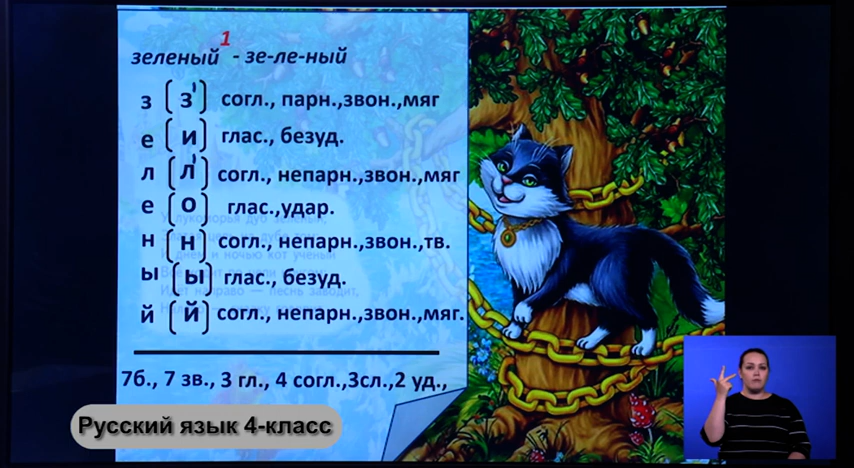 зеленый¹ - зе-ле-ный
з [з'] согл., парн.,звон.,мяг
е [и] глас., безуд.
л [л'] согл., непарн.,звон.,мяг
е [о] глас.,удар.
н [н] согл., непарн.,звон.,тв.
ы [ы] глас., безуд.
й [й] согл., непарн.,звон.,мяг.
7б., 7 зв., 3 гл., 4 согл.,3сл.,2 уд.,
Русский язык 4-класс